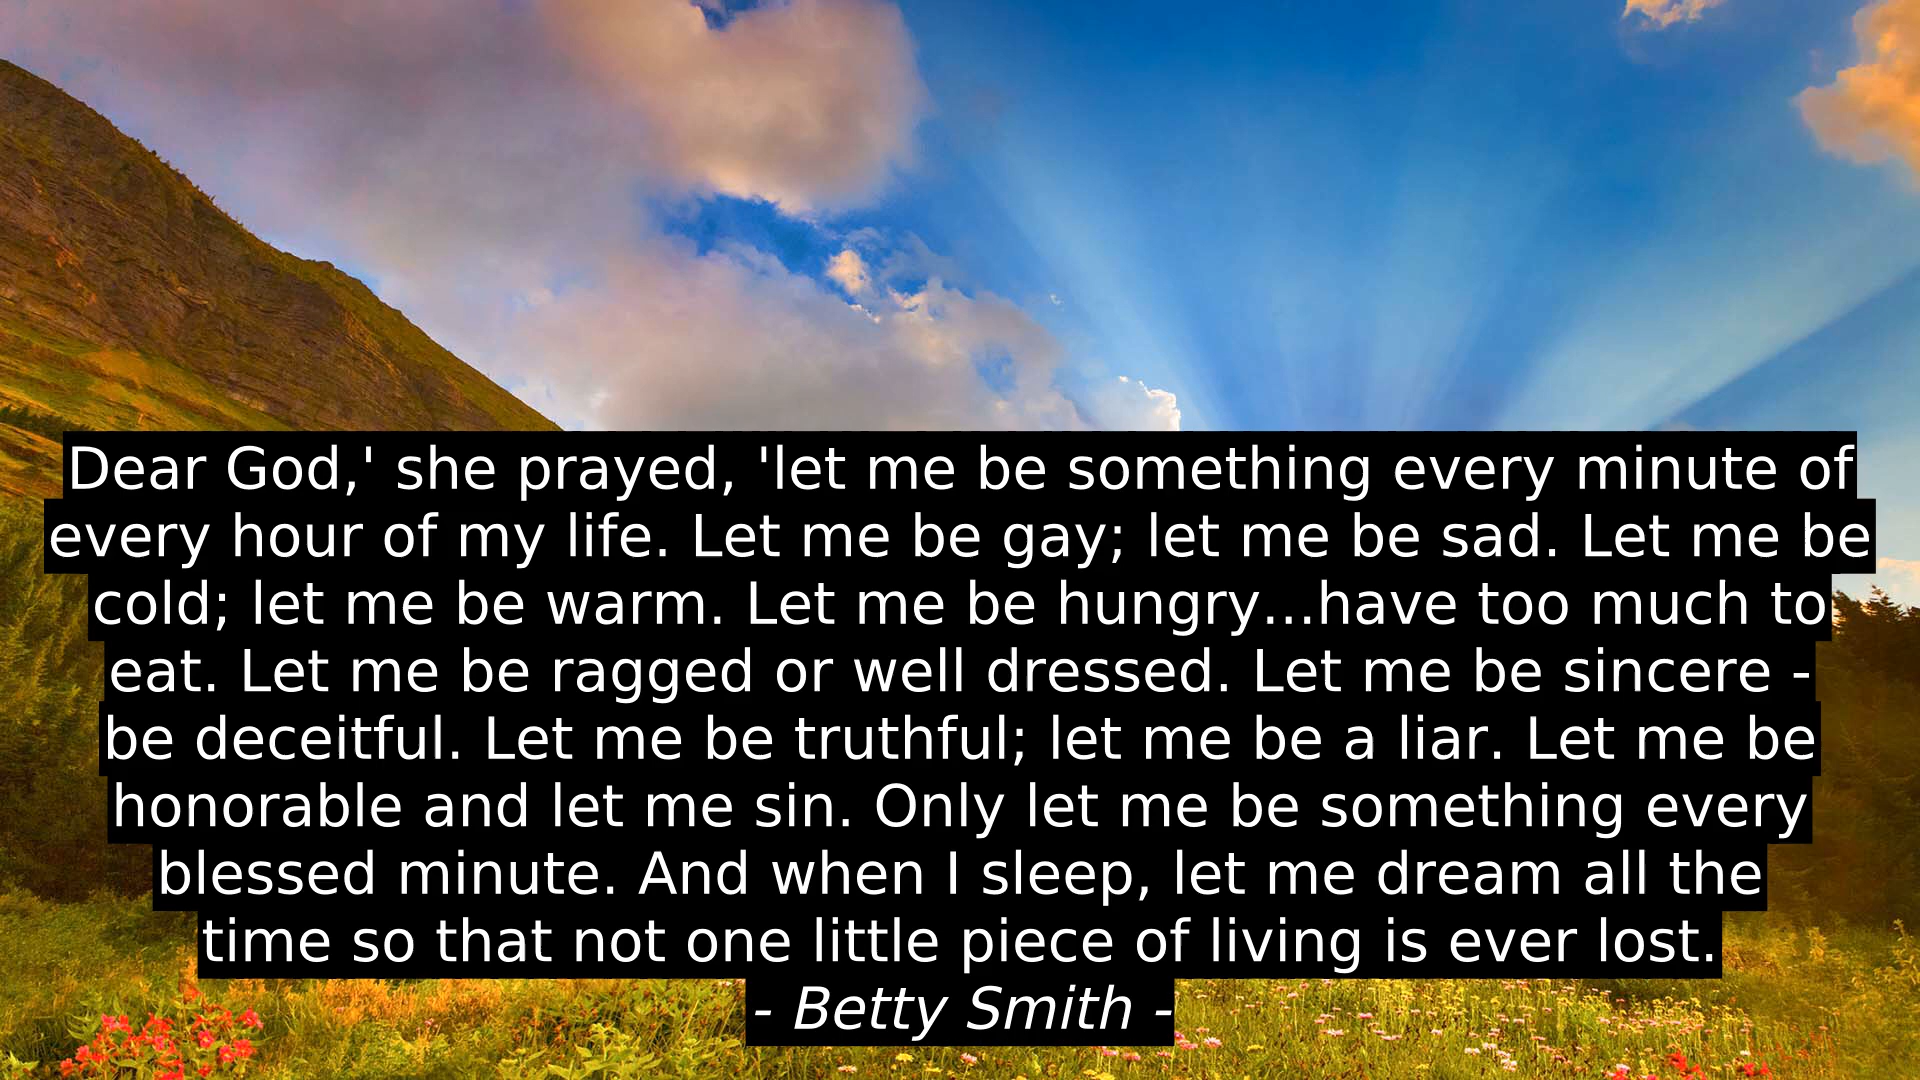 Dear God,' she prayed, 'let me be something every minute of
every hour of my life. Let me be gay; let me be sad. Let me be
cold; let me be warm. Let me be hungry...have too much to
eat. Let me be ragged or well dressed. Let me be sincere -
be deceitful. Let me be truthful; let me be a liar. Let me be
honorable and let me sin. Only let me be something every
blessed minute. And when I sleep, let me dream all the
time so that not one little piece of living is ever lost.
- Betty Smith -